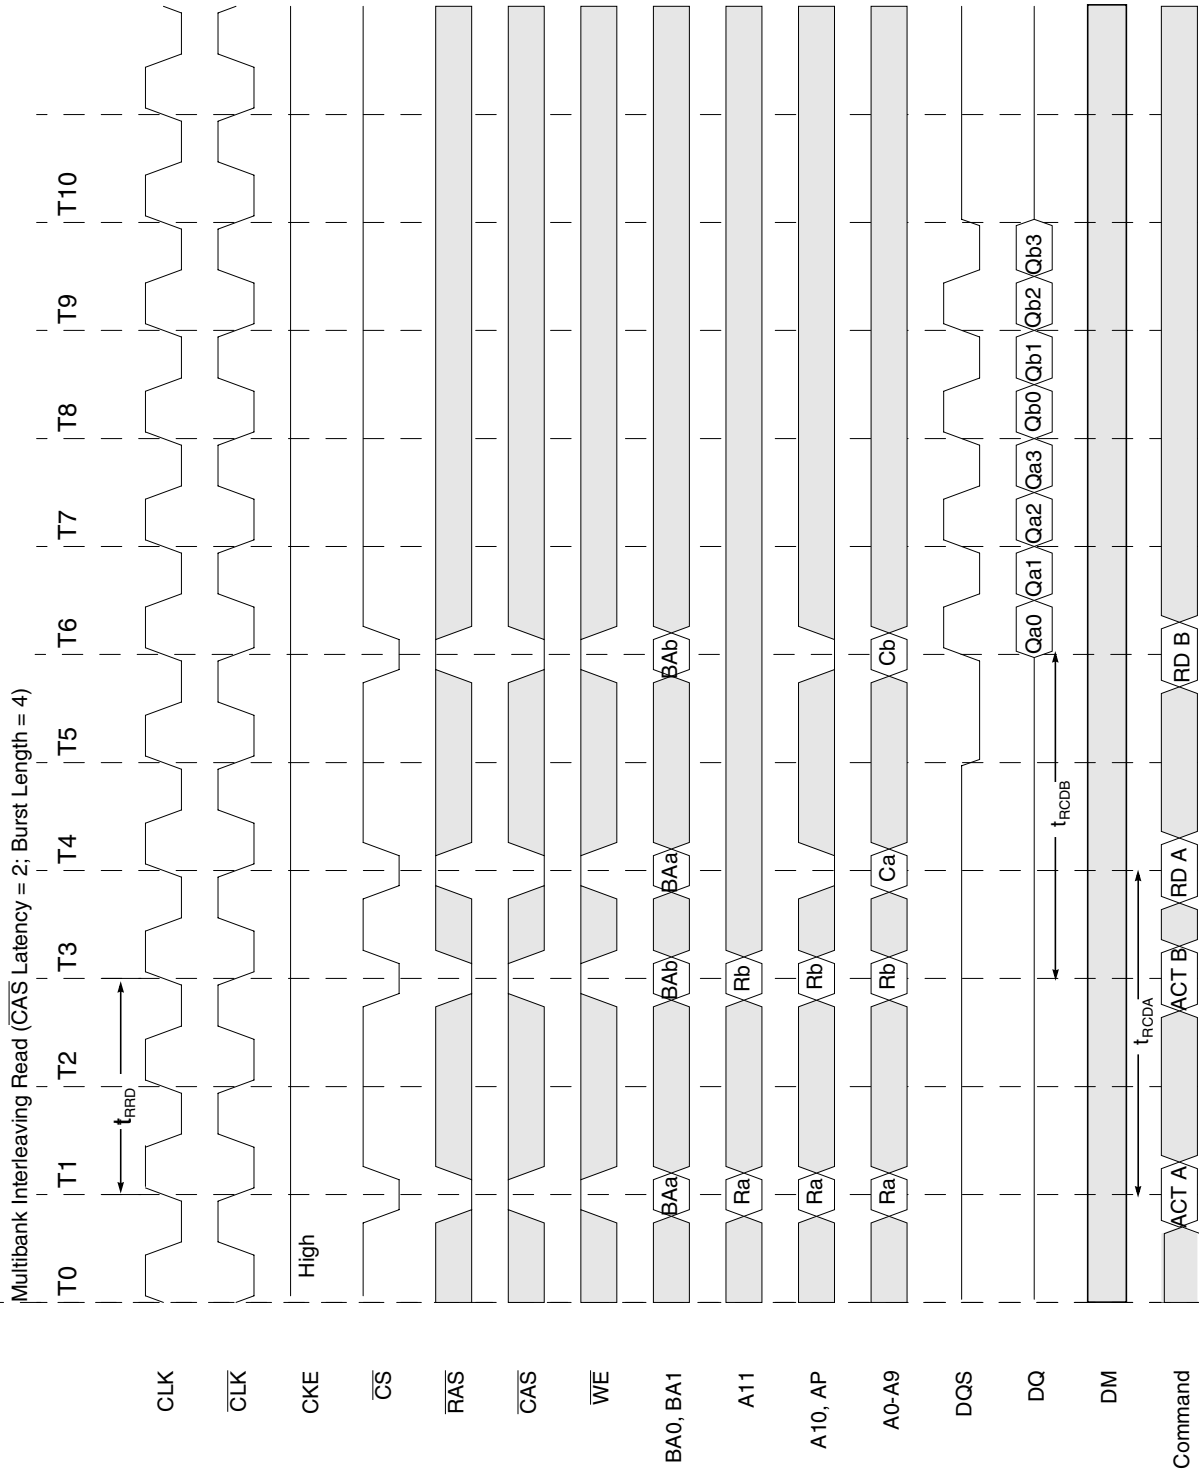 Multibank Interleaving Read (CAS Latency = 2; Burst Length = 4)
T0 T1 T2 T3 T4 T5 T6 T7 T8 T9 T10
tRRD
CLK
CLK
CKE High
CS
RAS
CAS
WE
BA0, BA1 BAa BAb BAa BAb
A11 Ra Rb
A10, AP Ra Rb
A0-A9 Ra Rb Ca Cb
DQS
DQ Qa0 Qa1 Qa2 Qa3 Qb0 Qb1 Qb2 Qb3
tRCDB
DM
tRCDA
Command ACT A ACT B RD A RD B